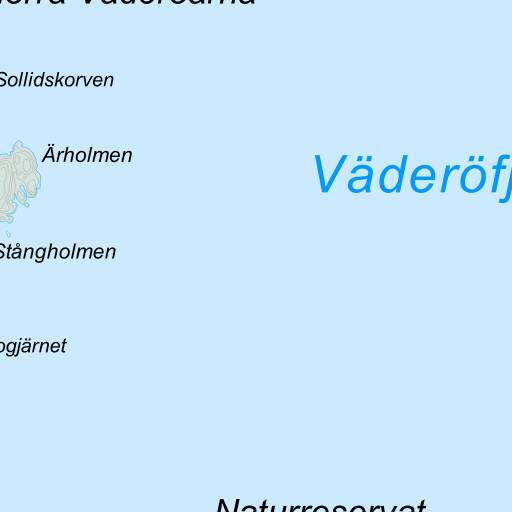 Sollidskorven
Ärholmen
Väderöfj
Stångholmen
ogjärnet
Naturreservat